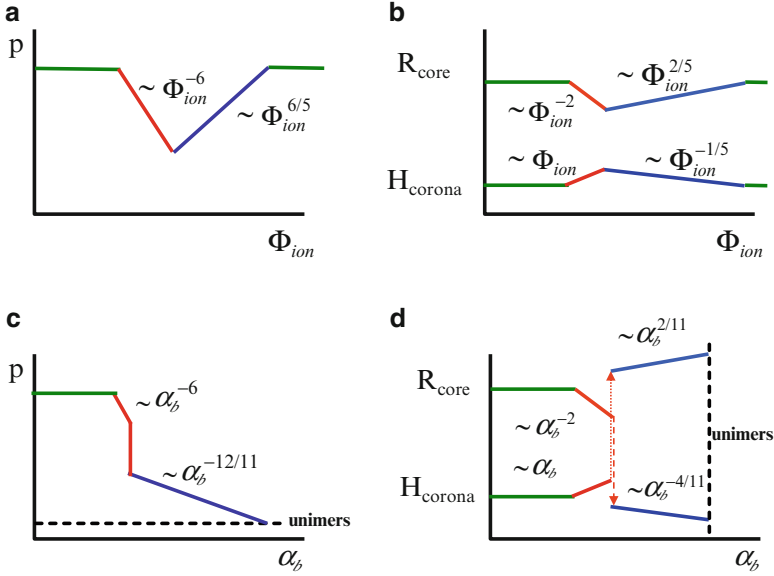 a
p
~ Φ_ion^-6
~ Φ_ion^6/5
Φ_ion
b
R_core
~ Φ_ion^2/5
~ Φ_ion^-2
~ Φ_ion
~ Φ_ion^-1/5
H_corona
Φ_ion
c
p
~ α_b^-6
~ α_b^-12/11
unimers
α_b
d
~ α_b^2/11
R_core
~ α_b^-2
unimers
~ α_b
H_corona
~ α_b^-4/11
α_b